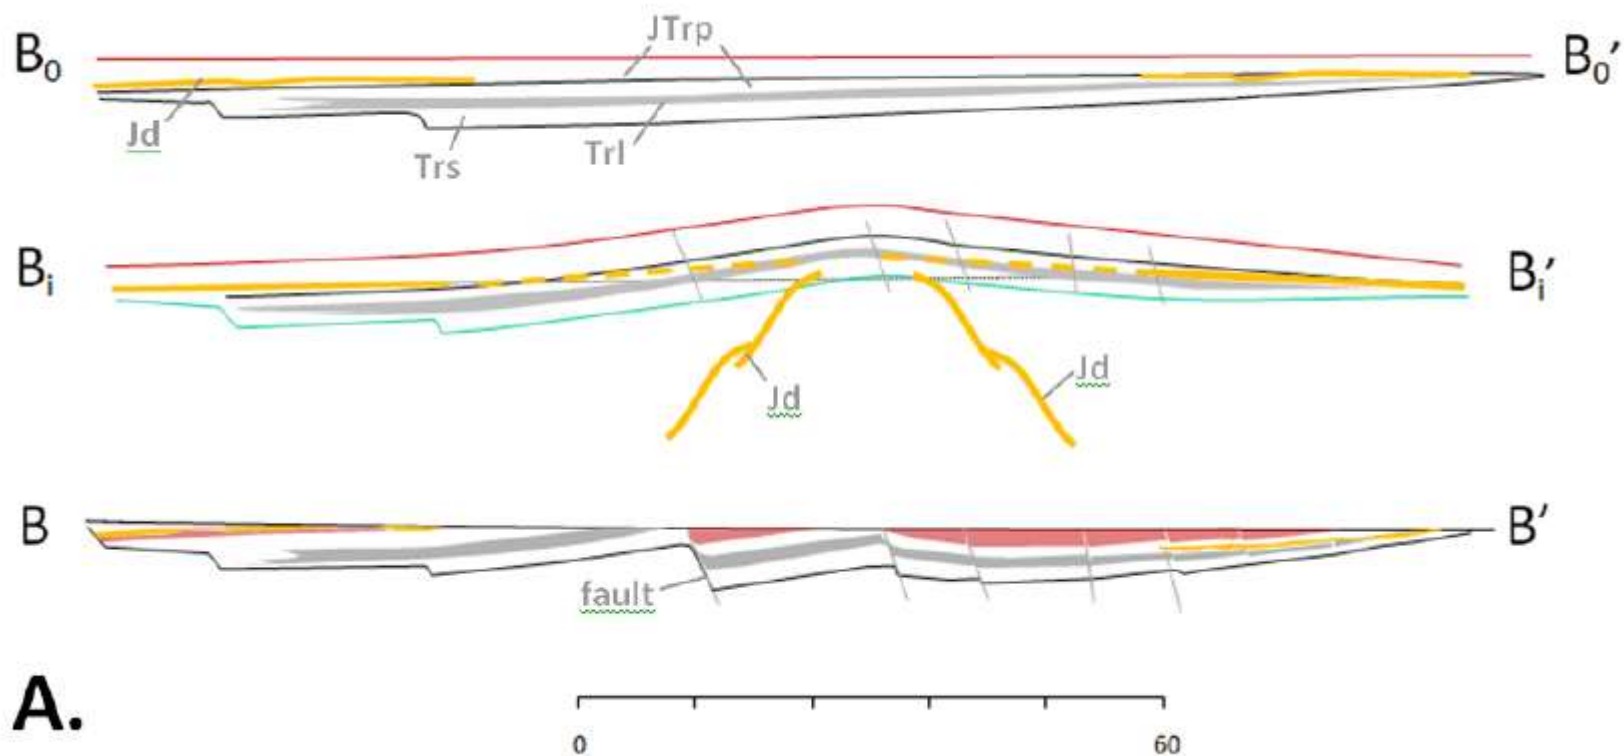 JTrp
B0 B0′
Jd
Trs Trl
Bi Bi′
Jd Jd
B B′
fault
A.
0 60